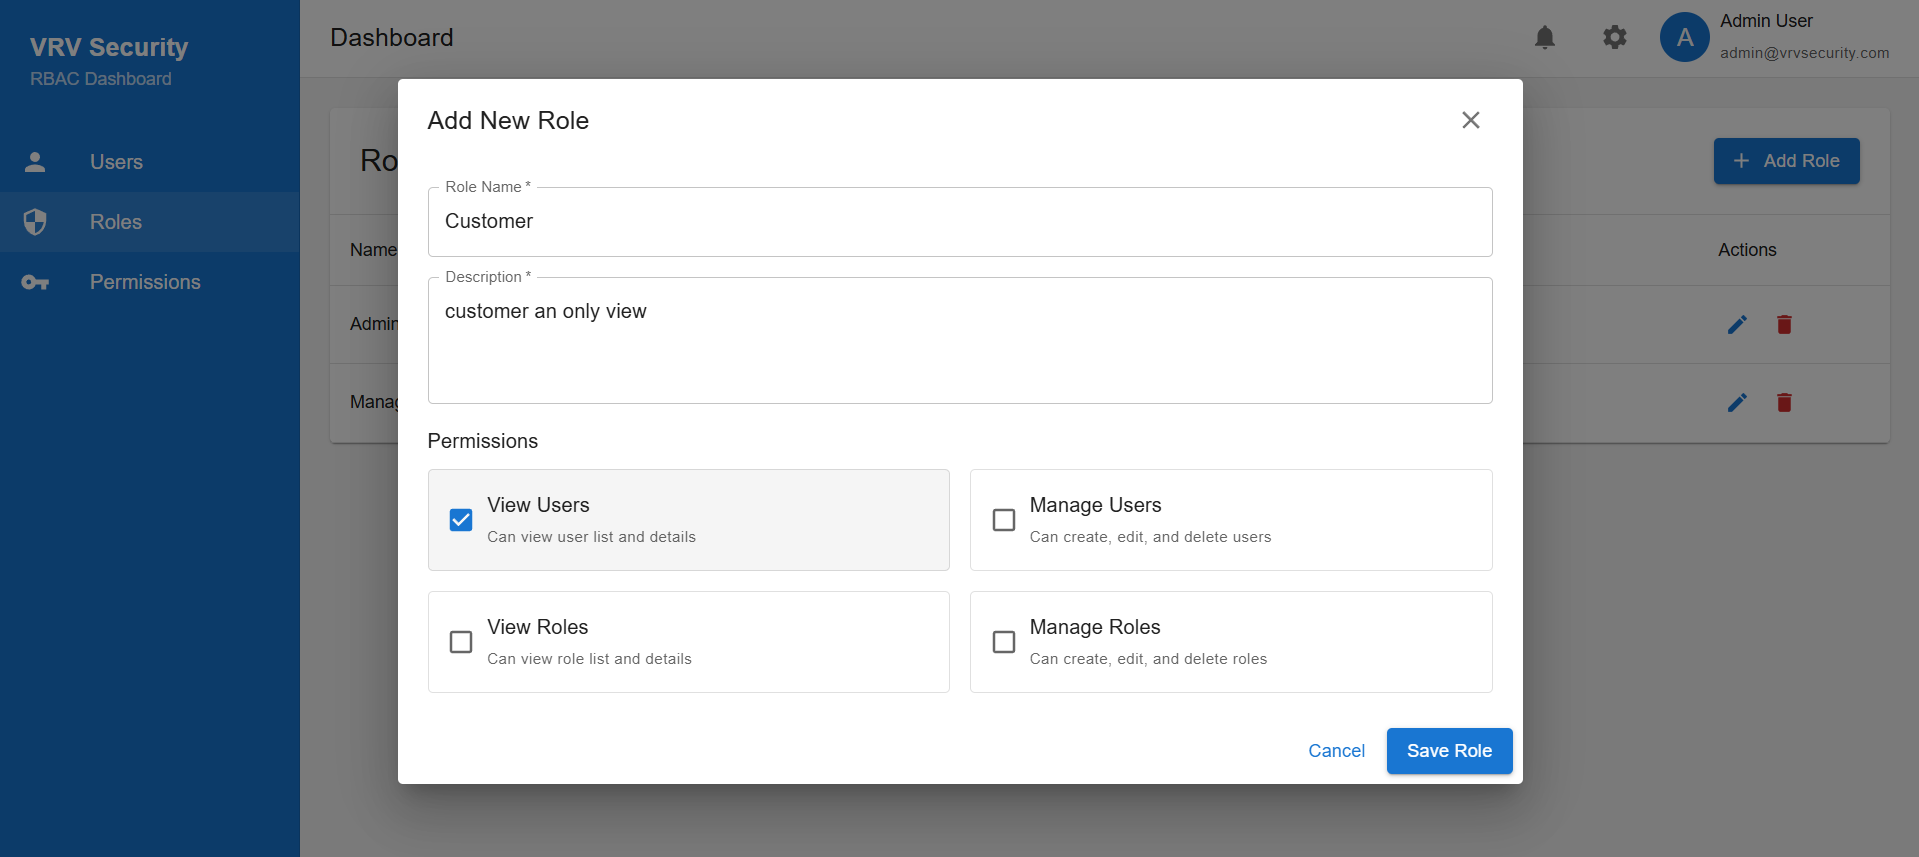 VRV Security
RBAC Dashboard
Users
Roles
Permissions
Dashboard
A
Admin User
admin@vrvsecurity.com
Add Role
Name
Actions
Admin
Add New Role
Role Name *
Customer
Description *
customer an only view
Permissions
View Users
Can view user list and details
Manage Users
Can create, edit, and delete users
View Roles
Can view role list and details
Manage Roles
Can create, edit, and delete roles
Cancel
Save Role